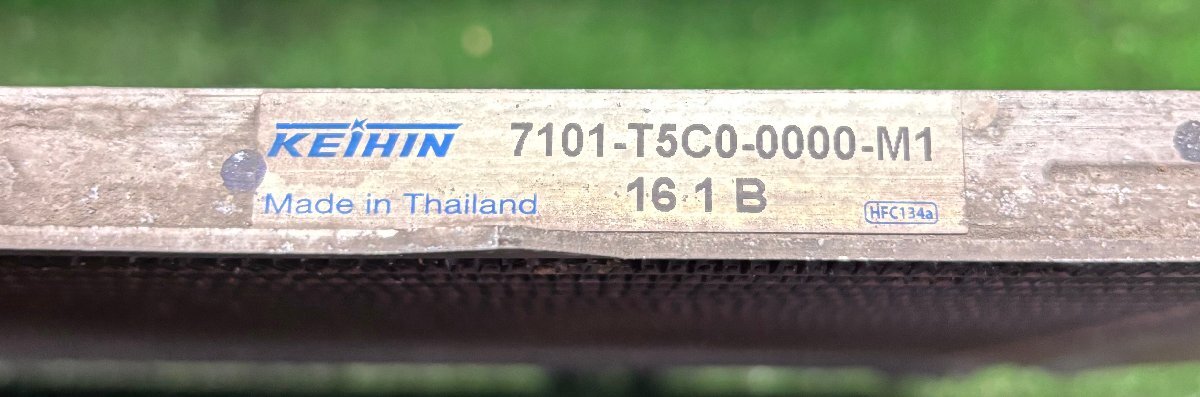 KEIHIN 7101-T5C0-0000-M1
Made in Thailand 16 1 B HFC134a